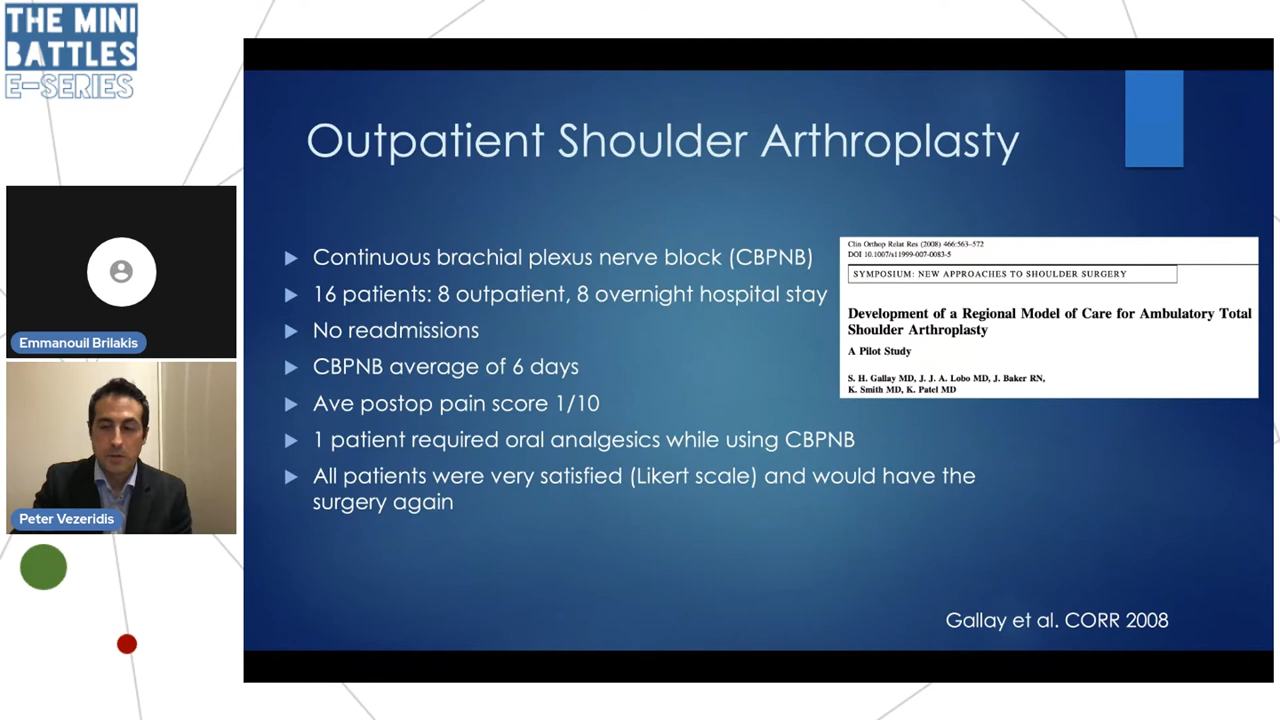 THE MINI
BATTLES
E-SERIES
Emmanouil Brilakis
Peter Vezeridis
Outpatient Shoulder Arthroplasty
Continuous brachial plexus nerve block (CBPNB)
16 patients: 8 outpatient, 8 overnight hospital stay
No readmissions
CBPNB average of 6 days
Ave postop pain score 1/10
1 patient required oral analgesics while using CBPNB
All patients were very satisfied (Likert scale) and would have the
surgery again
Clin Orthop Relat Res (2008) 466:563–572
DOI 10.1007/s11999-007-0083-5
SYMPOSIUM: NEW APPROACHES TO SHOULDER SURGERY
Development of a Regional Model of Care for Ambulatory Total
Shoulder Arthroplasty
A Pilot Study
S. H. Gallay MD, J. J. A. Lobo MD, J. Baker RN,
K. Smith MD, K. Patel MD
Gallay et al. CORR 2008